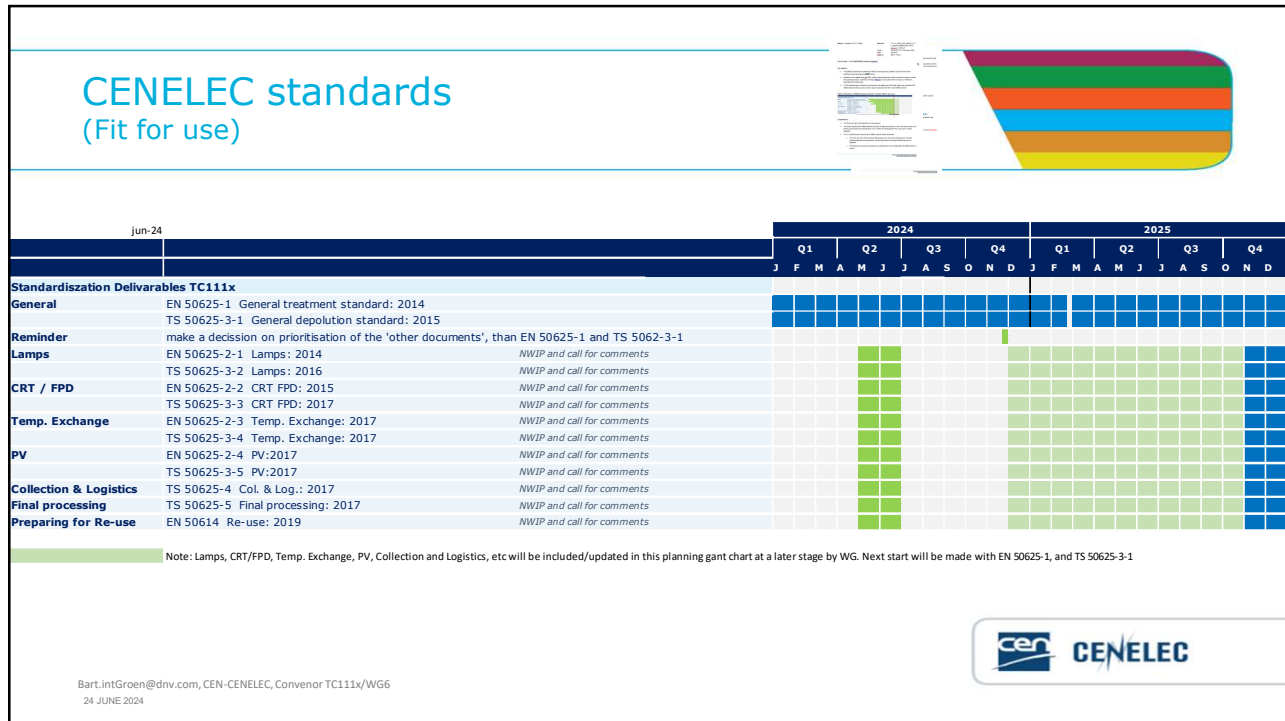 CENELEC standards
(Fit for use)
jun-24
2024 2025
Q1 Q2 Q3 Q4 Q1 Q2 Q3 Q4
J F M A M J J A S O N D J F M A M J J A S O N D
Standardiszation Delivarables TC111x
General EN 50625-1 General treatment standard: 2014
TS 50625-3-1 General depolution standard: 2015
Reminder make a decission on prioritisation of the 'other documents', than EN 50625-1 and TS 5062-3-1
Lamps EN 50625-2-1 Lamps: 2014 NWIP and call for comments
TS 50625-3-2 Lamps: 2016 NWIP and call for comments
CRT / FPD EN 50625-2-2 CRT FPD: 2015 NWIP and call for comments
TS 50625-3-3 CRT FPD: 2017 NWIP and call for comments
Temp. Exchange EN 50625-2-3 Temp. Exchange: 2017 NWIP and call for comments
TS 50625-3-4 Temp. Exchange: 2017 NWIP and call for comments
PV EN 50625-2-4 PV:2017 NWIP and call for comments
TS 50625-3-5 PV:2017 NWIP and call for comments
Collection & Logistics TS 50625-4 Col. & Log.: 2017 NWIP and call for comments
Final processing TS 50625-5 Final processing: 2017 NWIP and call for comments
Preparing for Re-use EN 50614 Re-use: 2019 NWIP and call for comments
Note: Lamps, CRT/FPD, Temp. Exchange, PV, Collection and Logistics, etc will be included/updated in this planning gant chart at a later stage by WG. Next start will be made with EN 50625-1, and TS 50625-3-1
cen CENELEC
Bart.intGroen@dnv.com, CEN-CENELEC, Convenor TC111x/WG6
24 JUNE 2024